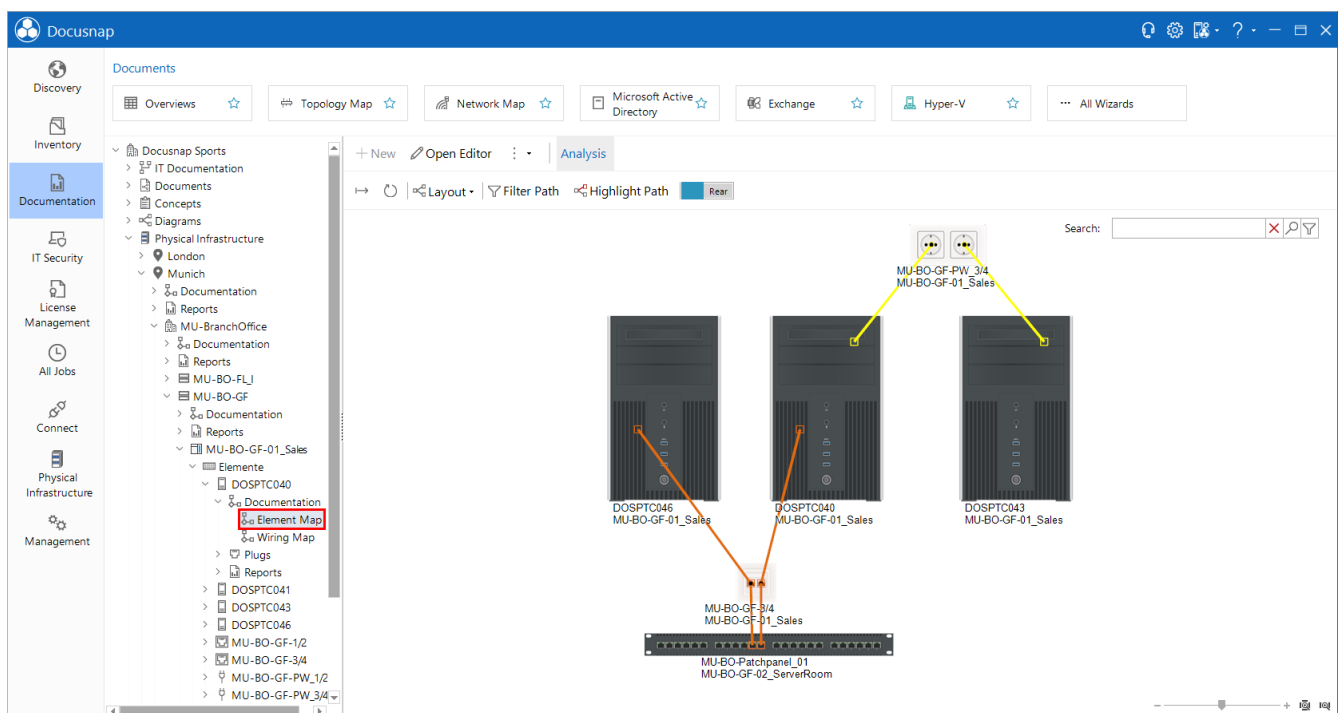 Docusnap
Discovery
Inventory
Documentation
IT Security
License
Management
All Jobs
Connect
Physical
Infrastructure
Management
Documents
Overviews
Topology Map
Network Map
Microsoft Active
Directory
Exchange
Hyper-V
All Wizards
Docusnap Sports
IT Documentation
Documents
Concepts
Diagrams
Physical Infrastructure
London
Munich
Documentation
Reports
MU-BranchOffice
Documentation
Reports
MU-BO-FL_I
MU-BO-GF
Documentation
Reports
MU-BO-GF-01_Sales
Elemente
DOSPTC040
Documentation
Element Map
Wiring Map
Plugs
Reports
DOSPTC041
DOSPTC043
DOSPTC046
MU-BO-GF-1/2
MU-BO-GF-3/4
MU-BO-GF-PW_1/2
MU-BO-GF-PW_3/4
New
Open Editor
Analysis
Layout
Filter Path
Highlight Path
Rear
Search:
MU-BO-GF-PW_3/4
MU-BO-GF-01_Sales
DOSPTC046
MU-BO-GF-01_Sales
DOSPTC040
MU-BO-GF-01_Sales
DOSPTC043
MU-BO-GF-01_Sales
MU-BO-GF-3/4
MU-BO-GF-01_Sales
MU-BO-Patchpanel_01
MU-BO-GF-02_ServerRoom